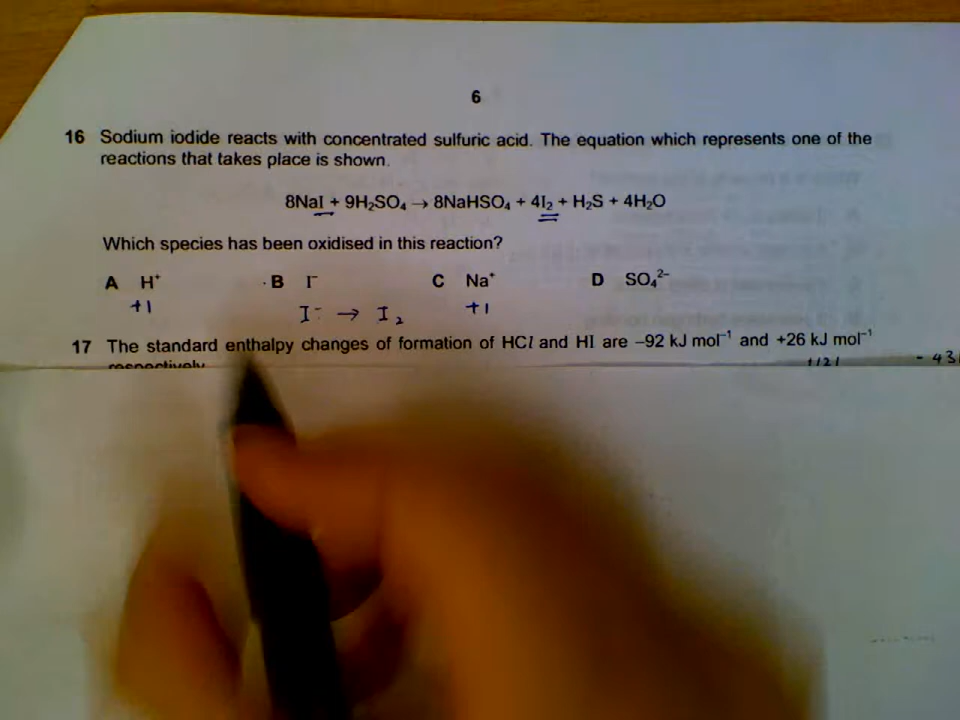 6
16 Sodium iodide reacts with concentrated sulfuric acid. The equation which represents one of the
reactions that takes place is shown.
8NaI + 9H₂SO₄ → 8NaHSO₄ + 4I₂ + H₂S + 4H₂O
Which species has been oxidised in this reaction?
A H⁺ B I⁻ C Na⁺ D SO₄²⁻
+1 I⁻ → I₂ +1
17 The standard enthalpy changes of formation of HCl and HI are –92 kJ mol⁻¹ and +26 kJ mol⁻¹
respectively